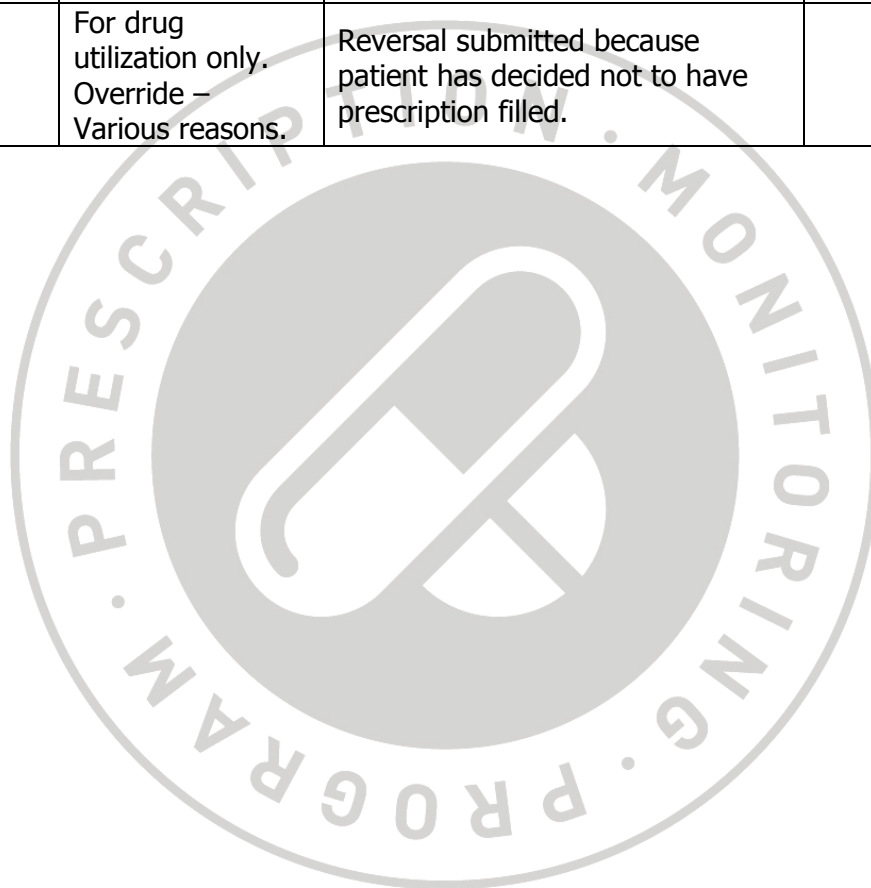 For drug
utilization only.
Override –
Various reasons.
Reversal submitted because
patient has decided not to have
prescription filled.
PRESCRIPTION · MONITORING · PROGRAM ·